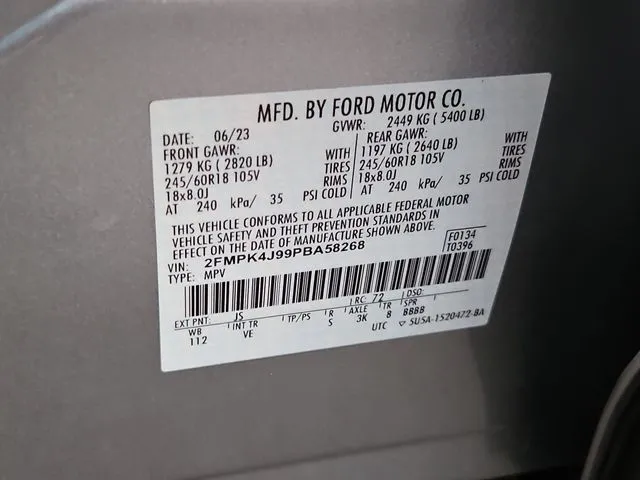 MFD. BY FORD MOTOR CO.
DATE: 06/23 GVWR: 2449 KG ( 5400 LB)
FRONT GAWR: REAR GAWR:
1279 KG ( 2820 LB) WITH 1197 KG ( 2640 LB) WITH
245/60R18 105V TIRES 245/60R18 105V TIRES
18x8.0J RIMS 18x8.0J RIMS
AT 240 kPa/ 35 PSI COLD AT 240 kPa/ 35 PSI COLD
THIS VEHICLE CONFORMS TO ALL APPLICABLE FEDERAL MOTOR
VEHICLE SAFETY AND THEFT PREVENTION STANDARDS IN
EFFECT ON THE DATE OF MANUFACTURE SHOWN ABOVE.
VIN: 2FMPK4J99PBA58268 F0134
TYPE: MPV T0396
EXT PNT: JS RC: 72 DSO:
WB INT TR TP/PS R AXLE TR SPR
112 VE S 3K 8 BBBB
UTC ▽ 5U5A-1520472-BA